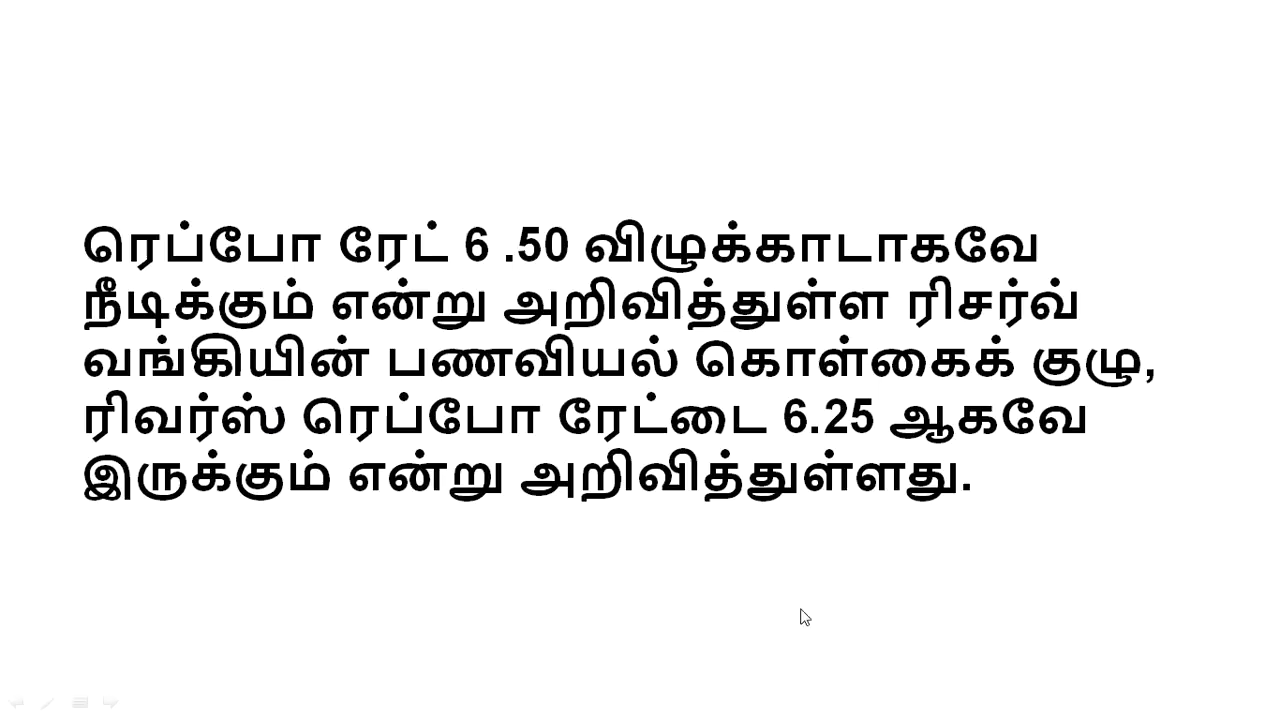 ரெப்போ ரேட் 6 .50 விழுக்காடாகவே
நீடிக்கும் என்று அறிவித்துள்ள ரிசர்வ்
வங்கியின் பணவியல் கொள்கைக் குழு,
ரிவர்ஸ் ரெப்போ ரேட்டை 6.25 ஆகவே
இருக்கும் என்று அறிவித்துள்ளது.